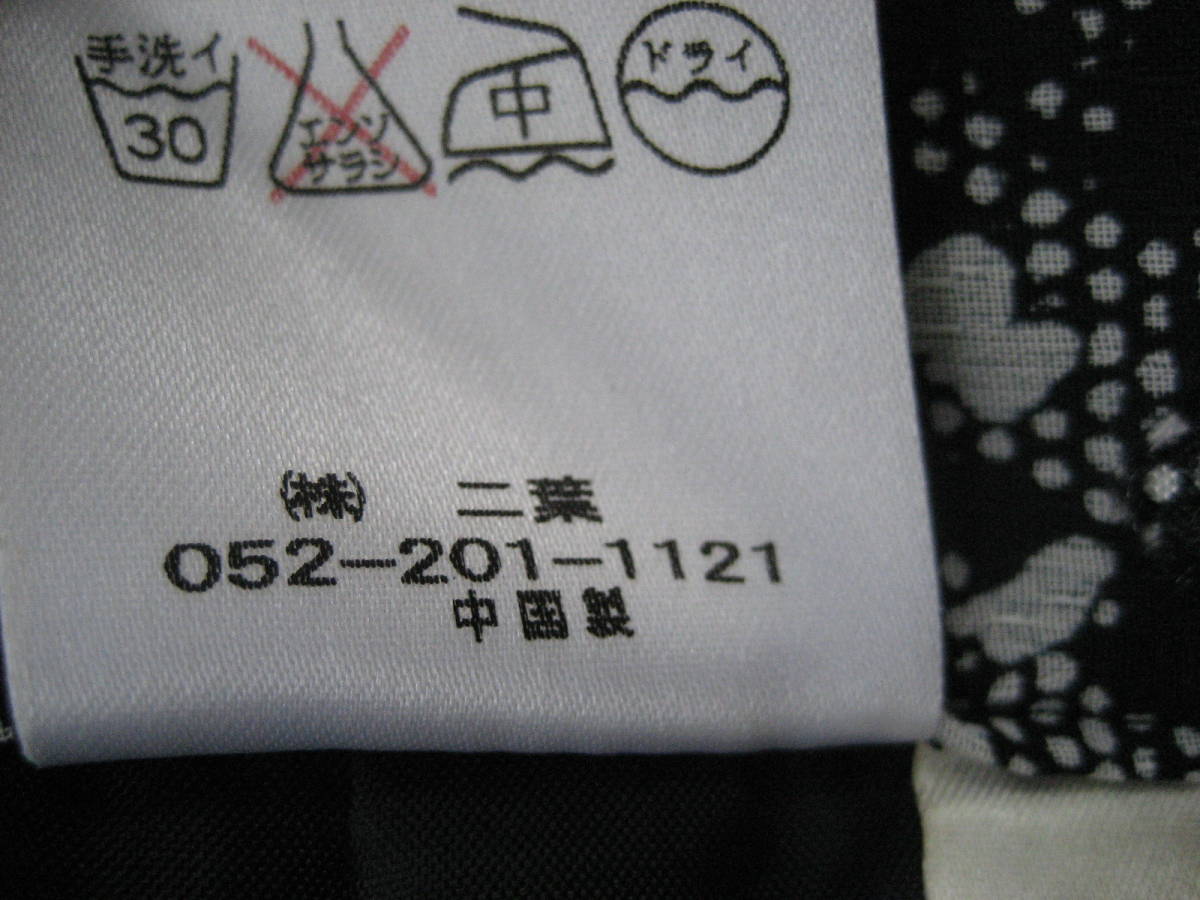 手洗イ
30
エンソ
サラシ
中
ドライ
(株) 二葉
052-201-1121
中国製